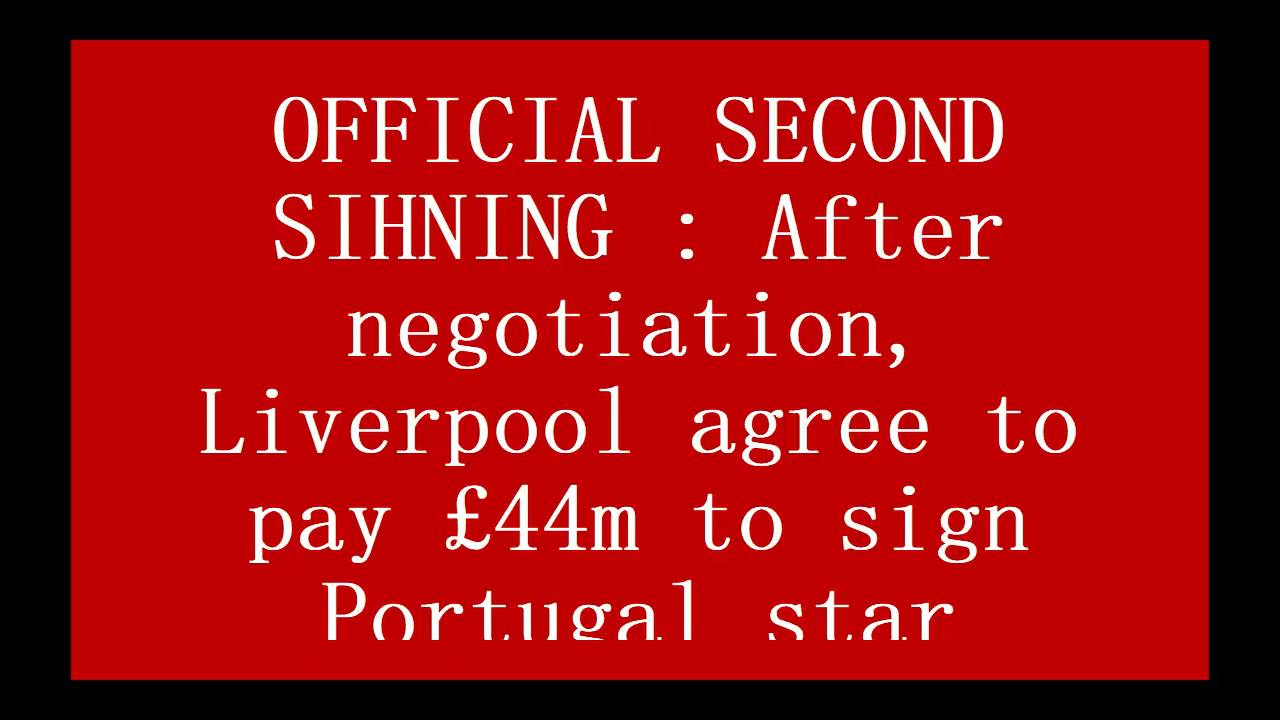 OFFICIAL SECOND
SIHNING : After
negotiation,
Liverpool agree to
pay £44m to sign
Portugal star